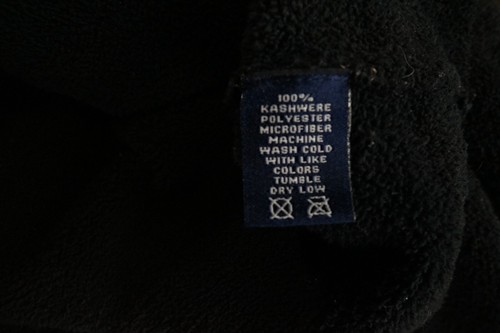 100%
KASHWERE
POLYESTER
MICROFIBER
MACHINE
WASH COLD
WITH LIKE
COLORS
TUMBLE
DRY LOW